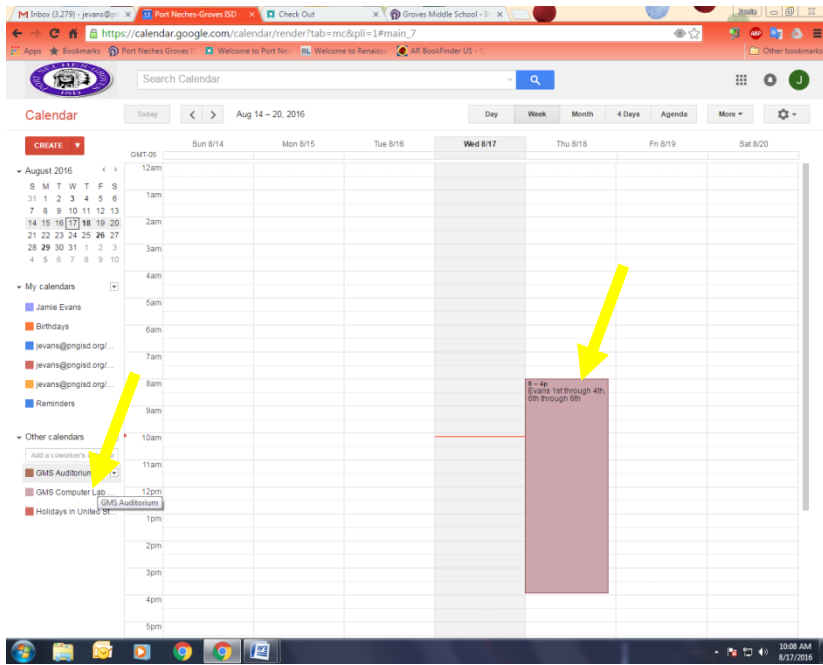 Inbox (3,279) - jevans@pn
Port Neches-Groves ISD
Check Out
Groves Middle School - In
https://calendar.google.com/calendar/render?tab=mc&pli=1#main_7
Apps Bookmarks Port Neches Groves I Welcome to Port Nec RL Welcome to Renaissa AR BookFinder US - C Other bookmarks
Search Calendar
J
Calendar Today Aug 14 – 20, 2016 Day Week Month 4 Days Agenda More
CREATE
GMT-05 Sun 8/14 Mon 8/15 Tue 8/16 Wed 8/17 Thu 8/18 Fri 8/19 Sat 8/20
August 2016
S M T W T F S
31 1 2 3 4 5 6
7 8 9 10 11 12 13
14 15 16 17 18 19 20
21 22 23 24 25 26 27
28 29 30 31 1 2 3
4 5 6 7 8 9 10
My calendars
Jamie Evans
Birthdays
jevans@pngisd.org/...
jevans@pngisd.org/...
jevans@pngisd.org/...
Reminders
Other calendars
Add a coworker's
GMS Auditorium
GMS Computer Lab ...
GMS Auditorium
Holidays in United St...
12am
1am
2am
3am
4am
5am
6am
7am
8am
9am
10am
11am
12pm
1pm
2pm
3pm
4pm
5pm
8 – 4p
Evans 1st through 4th,
6th through 8th
10:08 AM
8/17/2016